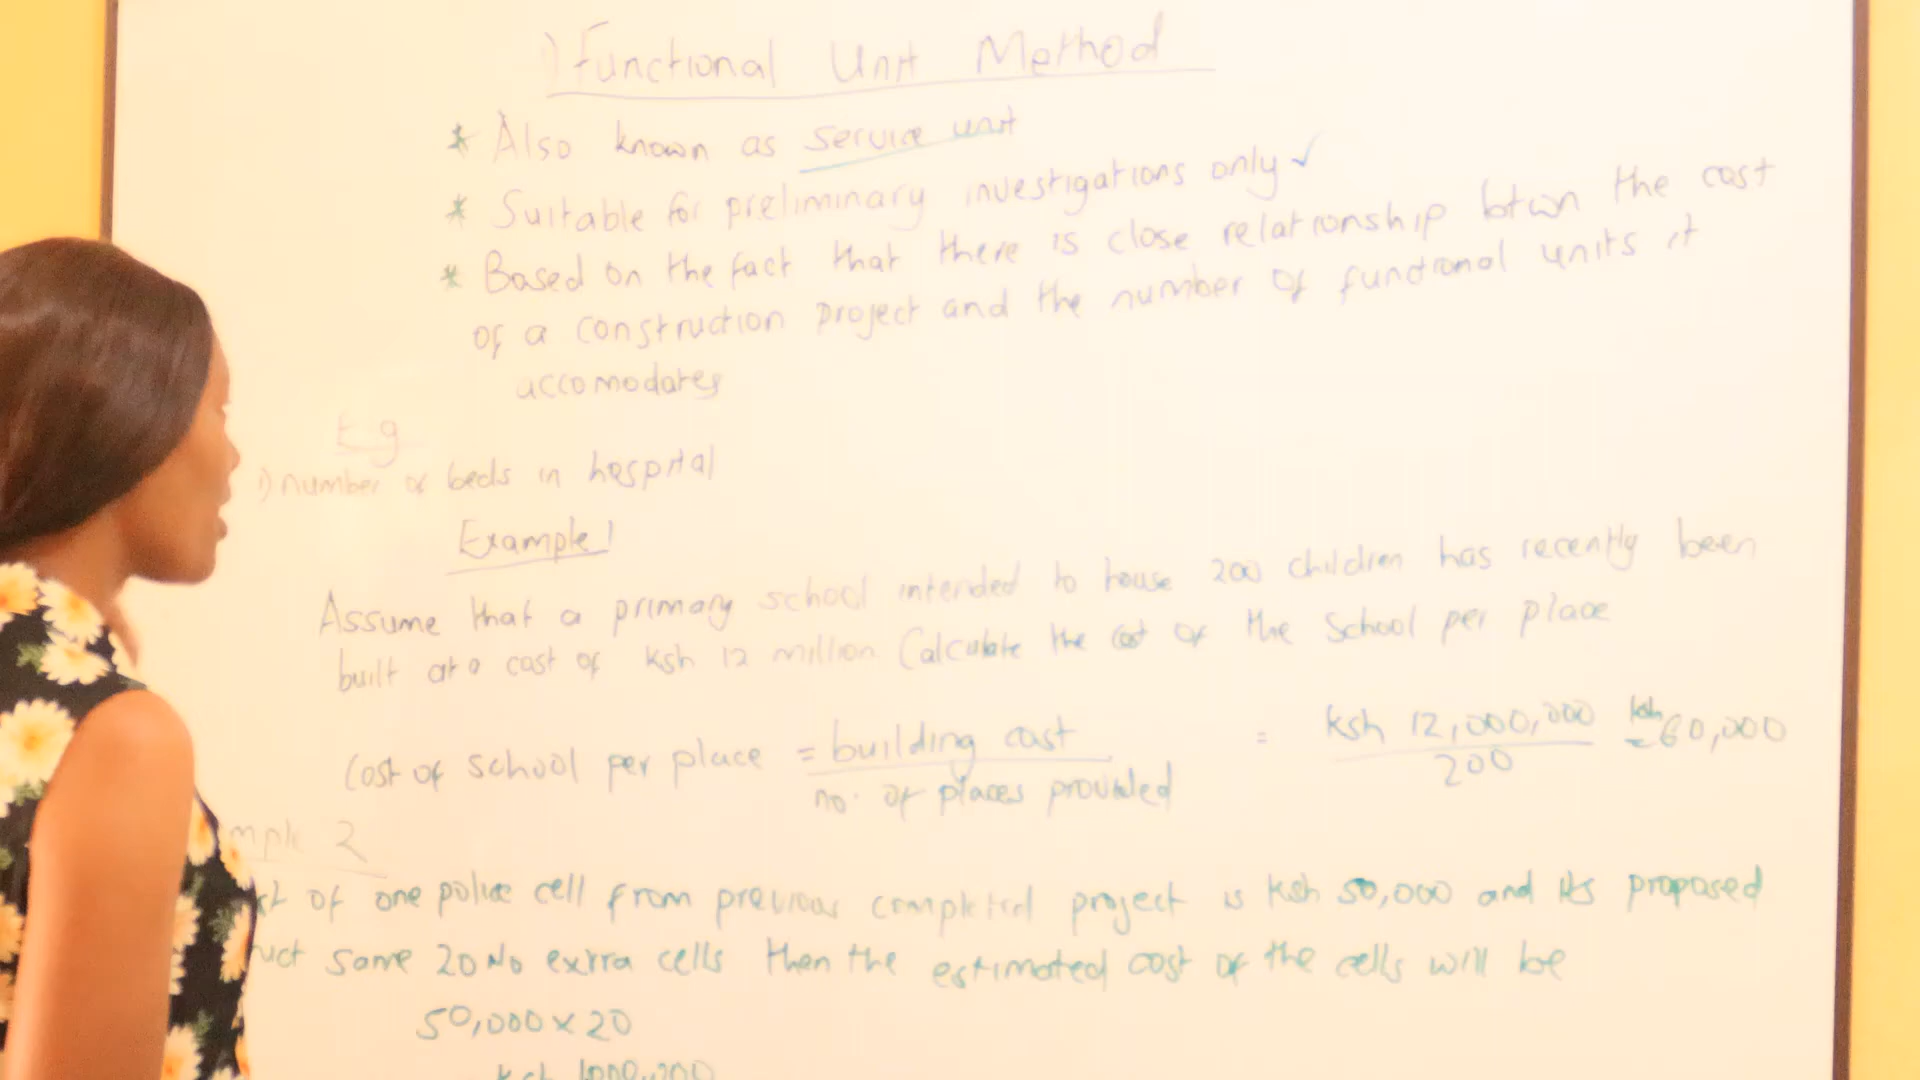 1) Functional Unit Method
* Also known as service unit
* Suitable for preliminary investigations only ✓
* Based on the fact that there is close relationship btwn the cost
of a construction project and the number of functional units it
accomodates
Eg
1) number of beds in hospital
Example 1
Assume that a primary school intended to house 200 children has recently been
built at a cost of Ksh 12 million Calculate the cost of the School per place
Cost of school per place = building cost / no. of places provided = Ksh 12,000,000 / 200 = Ksh 60,000
mple 2
of one police cell from previous completed project is Ksh 50,000 and its proposed
uct some 20 No extra cells then the estimated cost of the cells will be
50,000 x 20